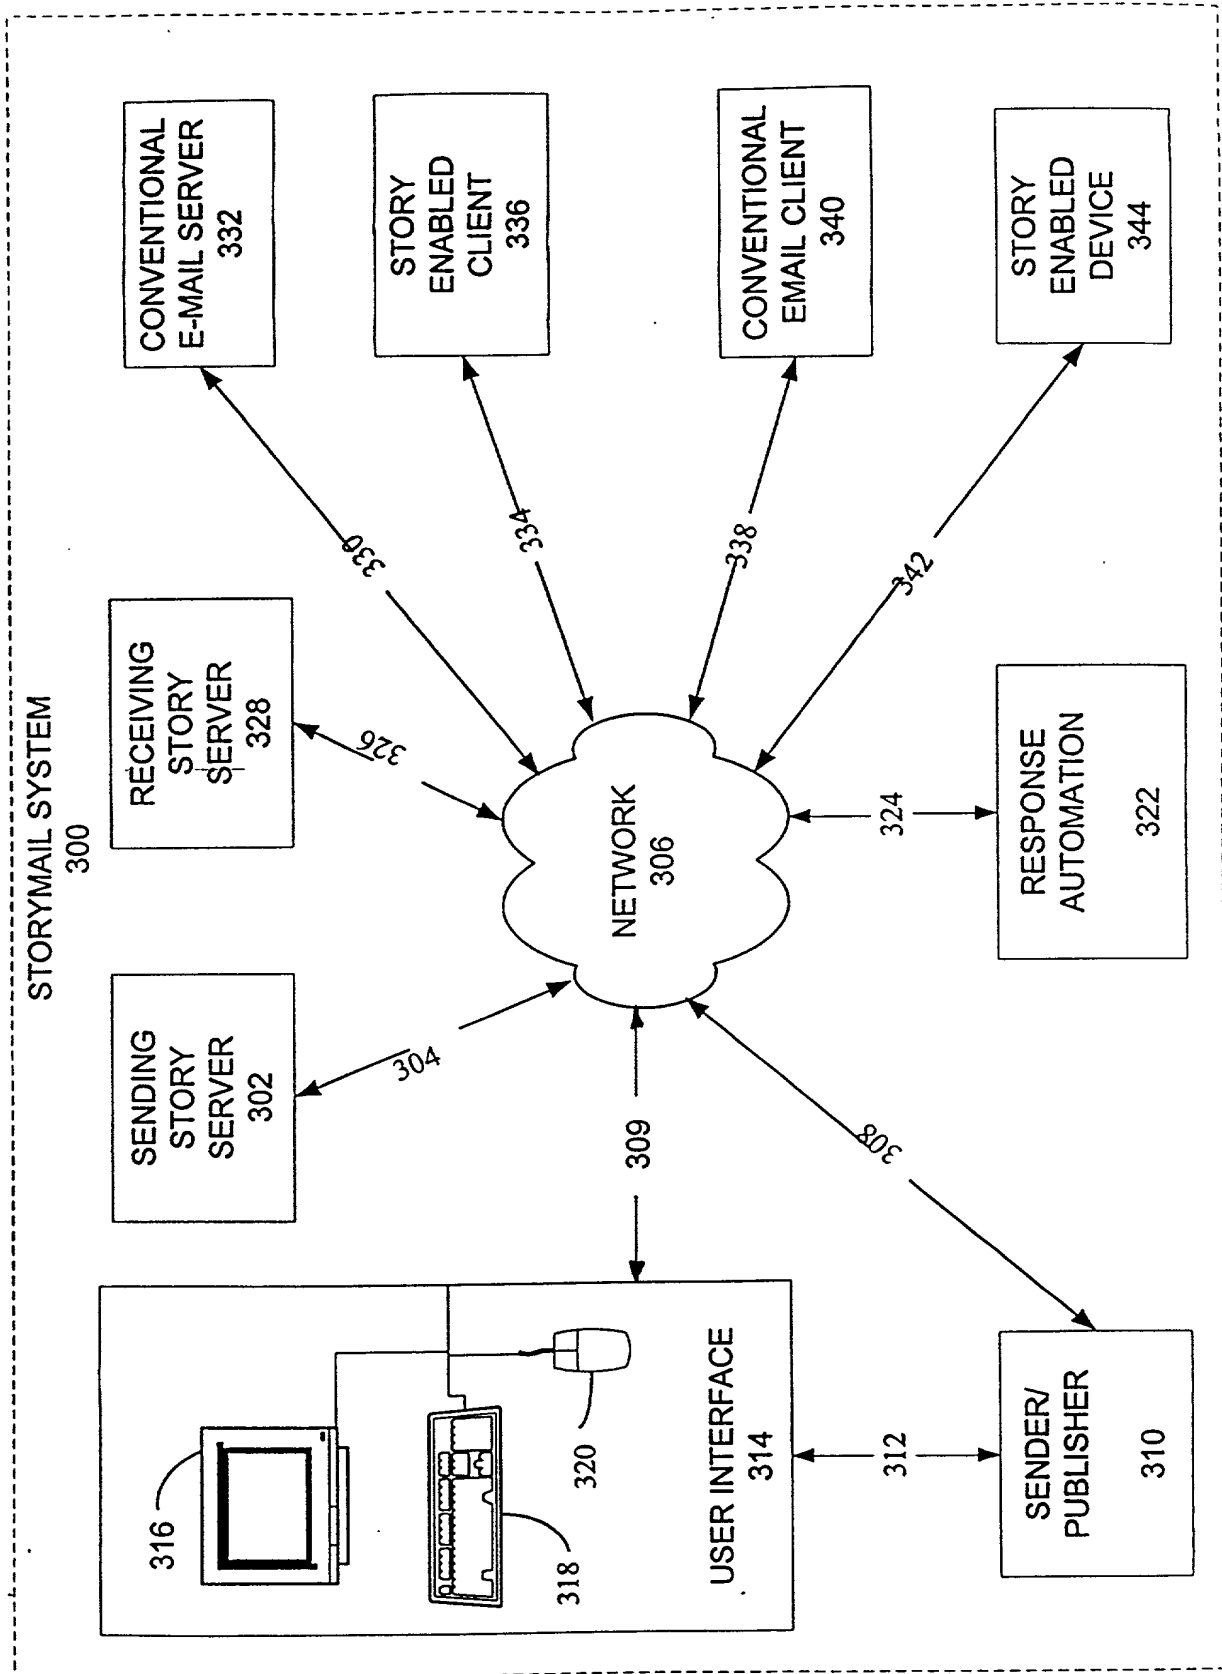 STORYMAIL SYSTEM
300
SENDING
STORY
SERVER
302
RECEIVING
STORY
SERVER
328
CONVENTIONAL
E-MAIL SERVER
332
STORY
ENABLED
CLIENT
336
CONVENTIONAL
EMAIL CLIENT
340
STORY
ENABLED
DEVICE
344
304
326
330
334
338
342
NETWORK
306
309
308
324
RESPONSE
AUTOMATION
322
316
318
320
USER INTERFACE
314
312
SENDER/
PUBLISHER
310